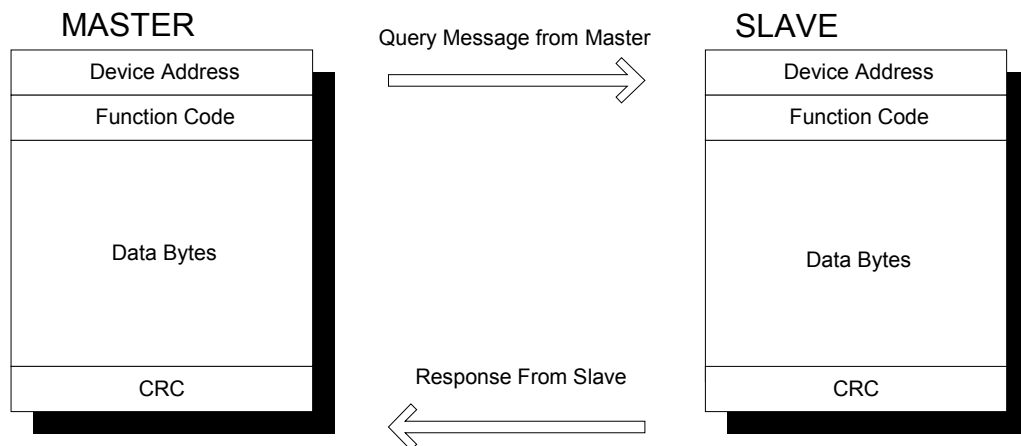 MASTER
Device Address
Function Code
Data Bytes
CRC
Query Message from Master
Response From Slave
SLAVE
Device Address
Function Code
Data Bytes
CRC